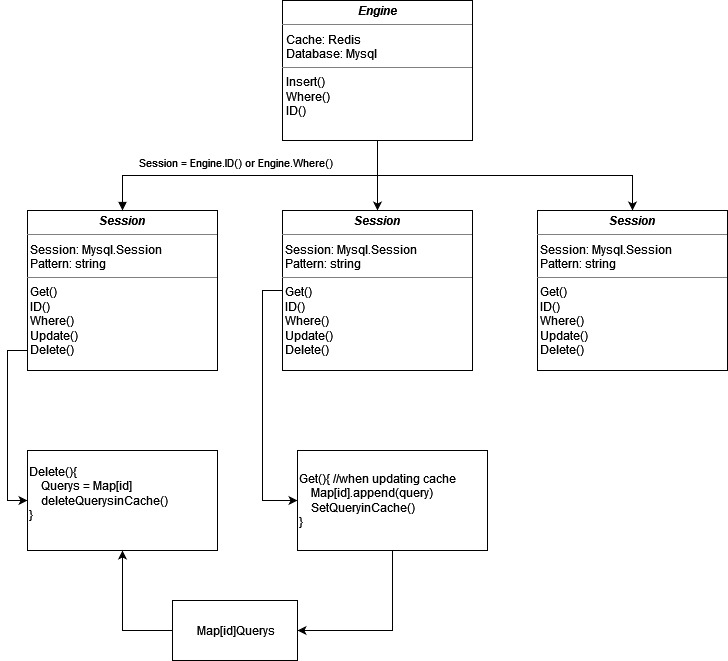 Engine
Cache: Redis
Database: Mysql
Insert()
Where()
ID()
Session = Engine.ID() or Engine.Where()
Session
Session: Mysql.Session
Pattern: string
Get()
ID()
Where()
Update()
Delete()
Session
Session: Mysql.Session
Pattern: string
Get()
ID()
Where()
Update()
Delete()
Session
Session: Mysql.Session
Pattern: string
Get()
ID()
Where()
Update()
Delete()
Delete(){
Querys = Map[id]
deleteQuerysinCache()
}
Get(){ //when updating cache
Map[id].append(query)
SetQueryinCache()
}
Map[id]Querys